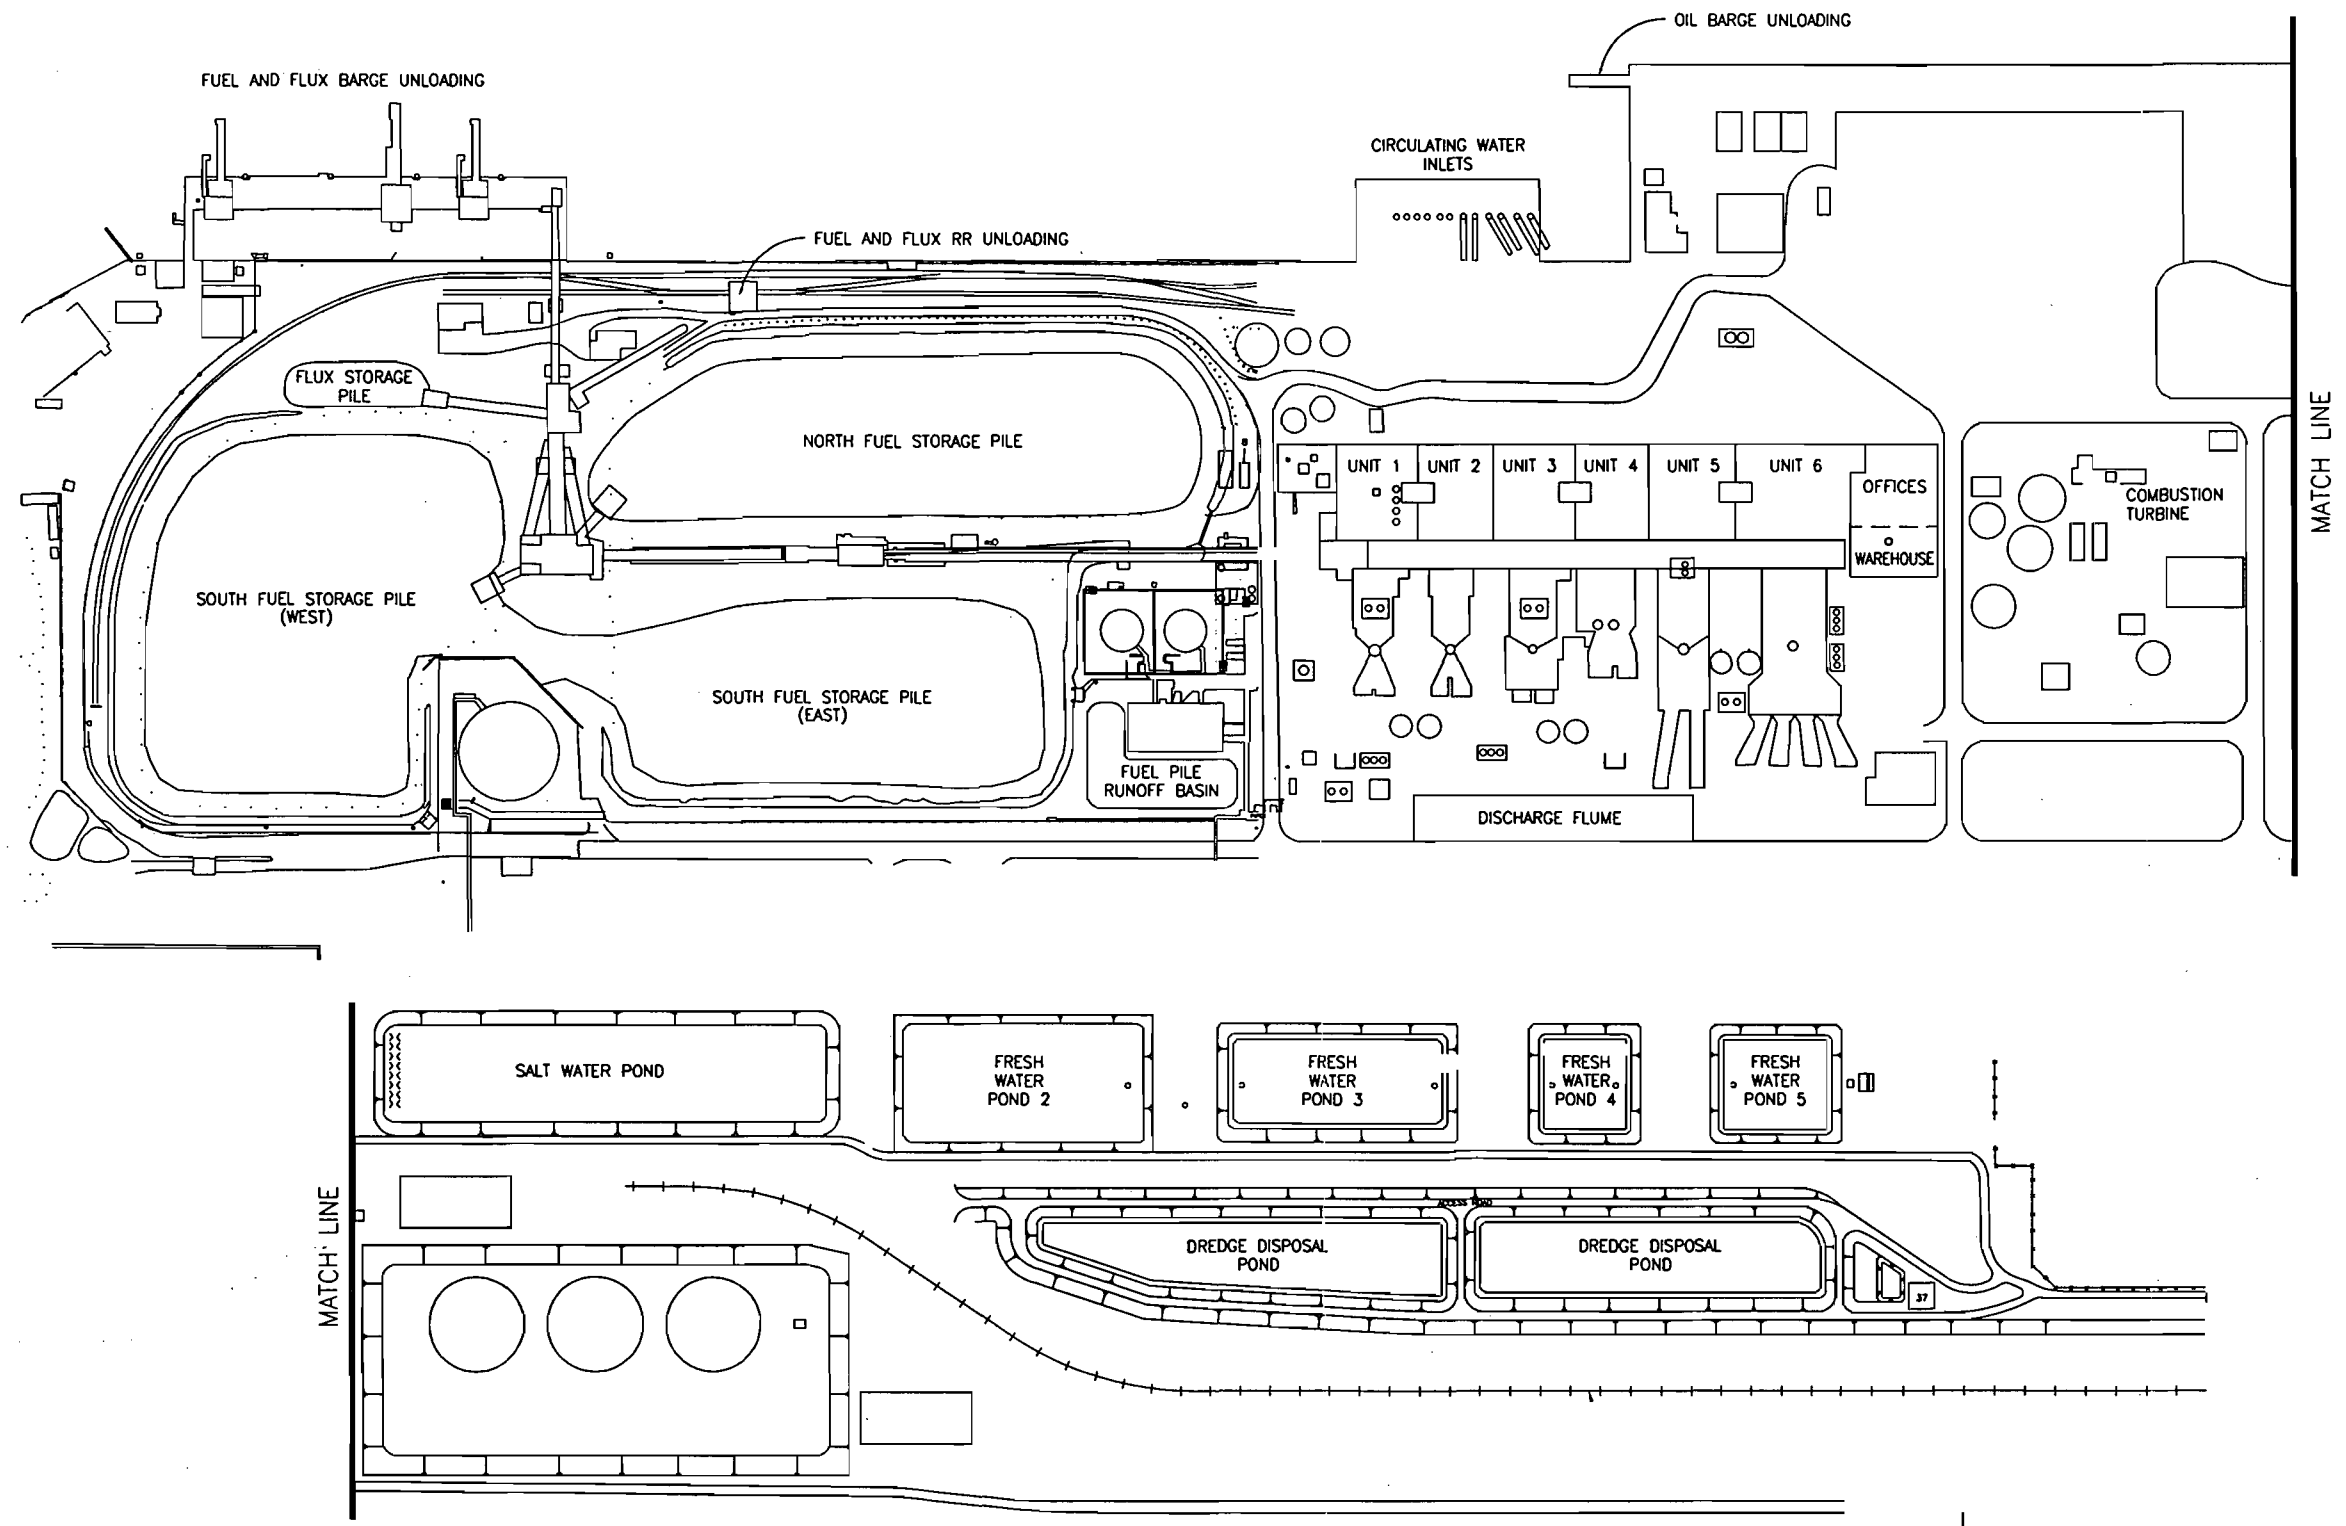 OIL BARGE UNLOADING
FUEL AND FLUX BARGE UNLOADING
CIRCULATING WATER
INLETS
FUEL AND FLUX RR UNLOADING
FLUX STORAGE
PILE
NORTH FUEL STORAGE PILE
UNIT 1
UNIT 2
UNIT 3
UNIT 4
UNIT 5
UNIT 6
OFFICES
WAREHOUSE
COMBUSTION
TURBINE
MATCH LINE
SOUTH FUEL STORAGE PILE
(WEST)
SOUTH FUEL STORAGE PILE
(EAST)
FUEL PILE
RUNOFF BASIN
DISCHARGE FLUME
SALT WATER POND
FRESH
WATER
POND 2
FRESH
WATER
POND 3
FRESH
WATER
POND 4
FRESH
WATER
POND 5
MATCH LINE
ACCESS ROAD
DREDGE DISPOSAL
POND
DREDGE DISPOSAL
POND
37